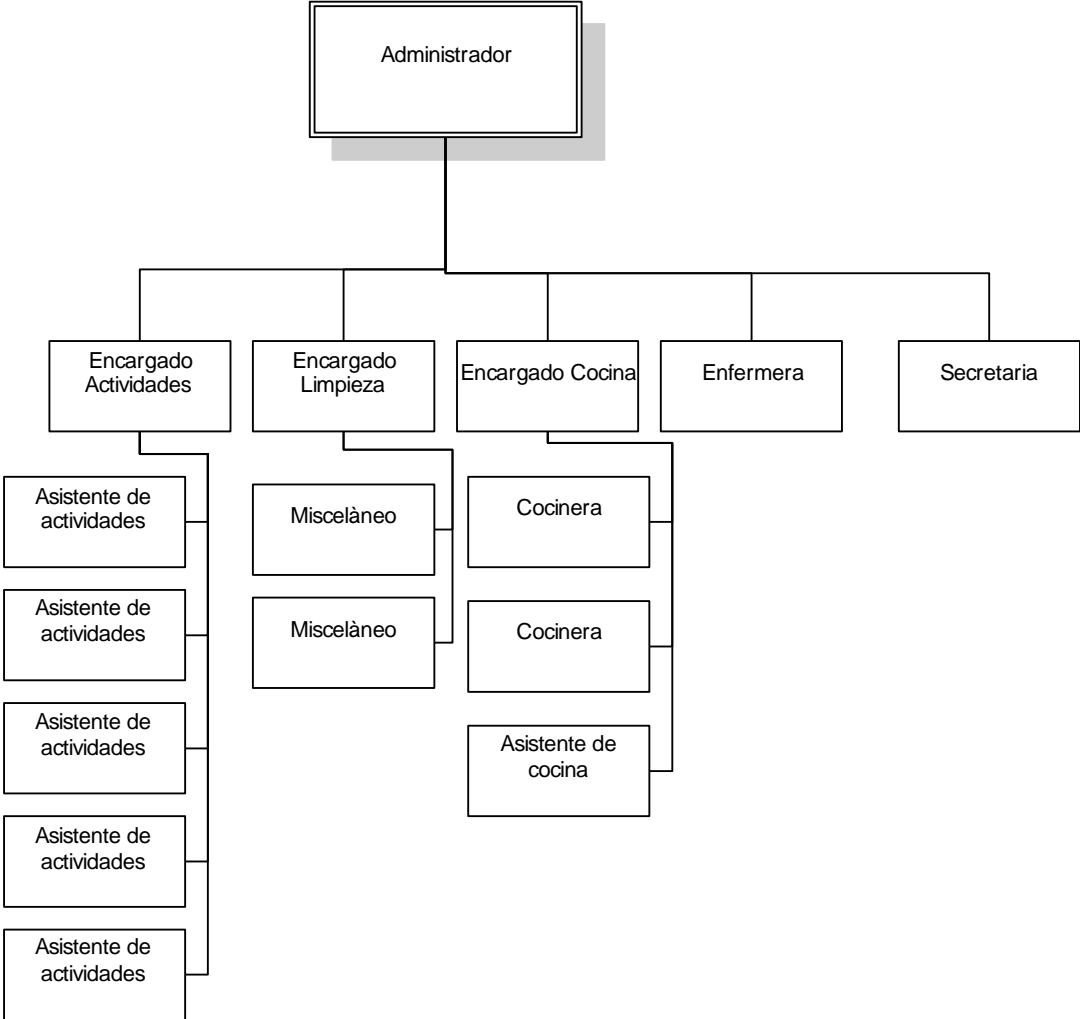 Administrador
Encargado
Actividades
Encargado
Limpieza
Encargado Cocina
Enfermera
Secretaria
Asistente de
actividades
Asistente de
actividades
Asistente de
actividades
Asistente de
actividades
Asistente de
actividades
Miscelàneo
Miscelàneo
Cocinera
Cocinera
Asistente de
cocina